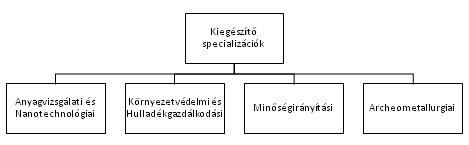 Kiegészítő
specializációk
Anyagvizsgálati és
Nanotechnológiai
Környezetvédelmi és
Hulladékgazdálkodási
Minőségirányítási
Archeometallurgiai